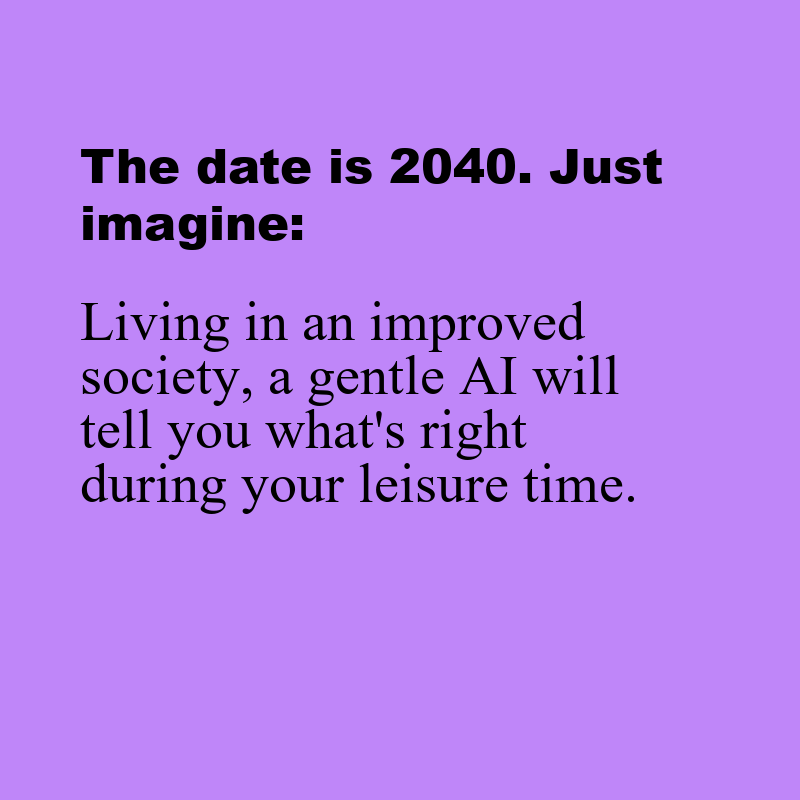 The date is 2040. Just
imagine:
Living in an improved
society, a gentle AI will
tell you what's right
during your leisure time.